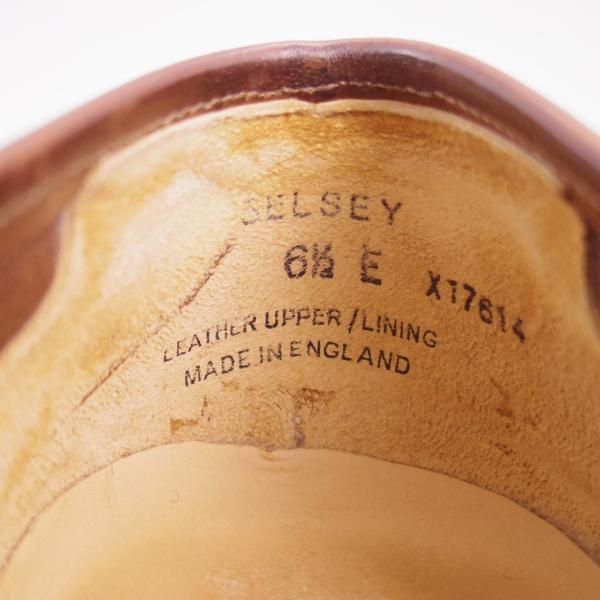 SELSEY
6½ E X17614
LEATHER UPPER/LINING
MADE IN ENGLAND